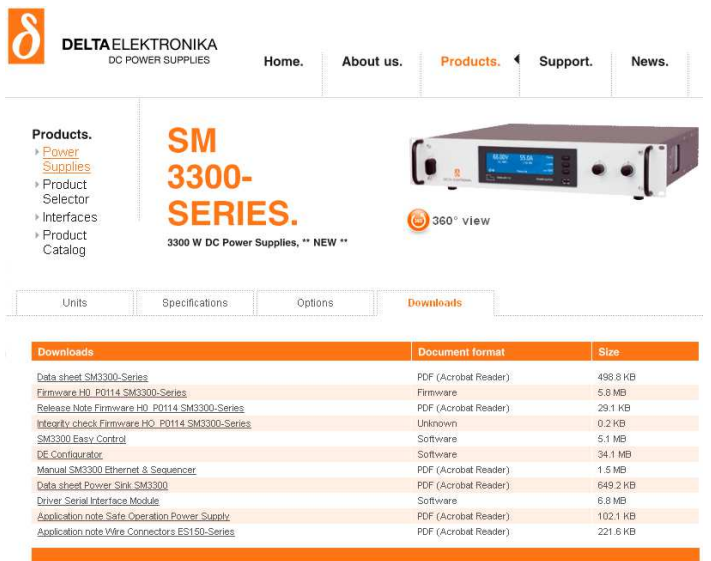 δ
DELTAELEKTRONIKA
DC POWER SUPPLIES
Home.
About us.
Products.
Support.
News.
Products.
Power
Supplies
Product
Selector
Interfaces
Product
Catalog
SM
3300-
SERIES.
3300 W DC Power Supplies, ** NEW **
360° view
Units
Specifications
Options
Downloads
Downloads Document format Size
Data sheet SM3300-Series PDF (Acrobat Reader) 498.8 KB
Firmware H0_P0114 SM3300-Series Firmware 5.8 MB
Release Note Firmware H0_P0114 SM3300-Series PDF (Acrobat Reader) 29.1 KB
Integrity check Firmware HO_P0114 SM3300-Series Unknown 0.2 KB
SM3300 Easy Control Software 5.1 MB
DE Configurator Software 34.1 MB
Manual SM3300 Ethernet & Sequencer PDF (Acrobat Reader) 1.5 MB
Data sheet Power Sink SM3300 PDF (Acrobat Reader) 649.2 KB
Driver Serial Interface Module Software 6.8 MB
Application note Safe Operation Power Supply PDF (Acrobat Reader) 102.1 KB
Application note Wire Connectors ES150-Series PDF (Acrobat Reader) 221.6 KB